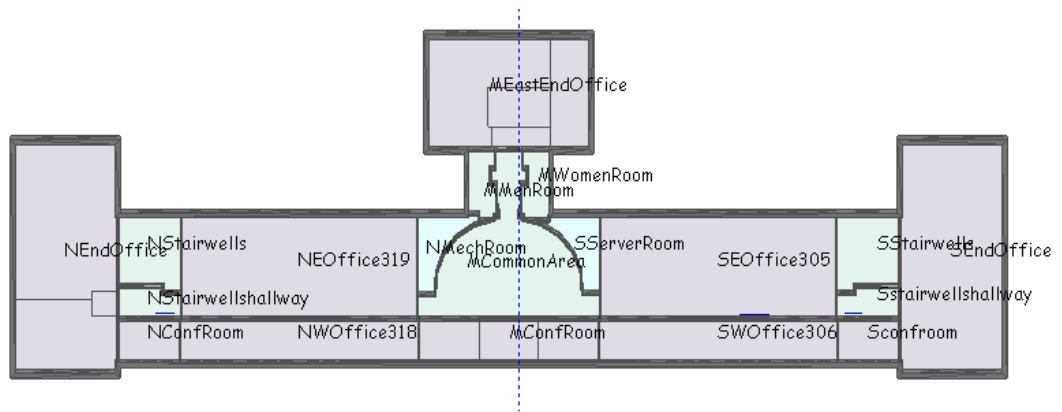 MEastEndOffice
MWomenRoom
MMenRoom
NStairwells
NMechRoom
SServerRoom
SStairwells
NEndOffice
NEOffice319
MCommonArea
SEOffice305
SEndOffice
NStairwellshallway
Sstairwellshallway
NConfRoom
NWOffice318
MConfRoom
SWOffice306
Sconfroom